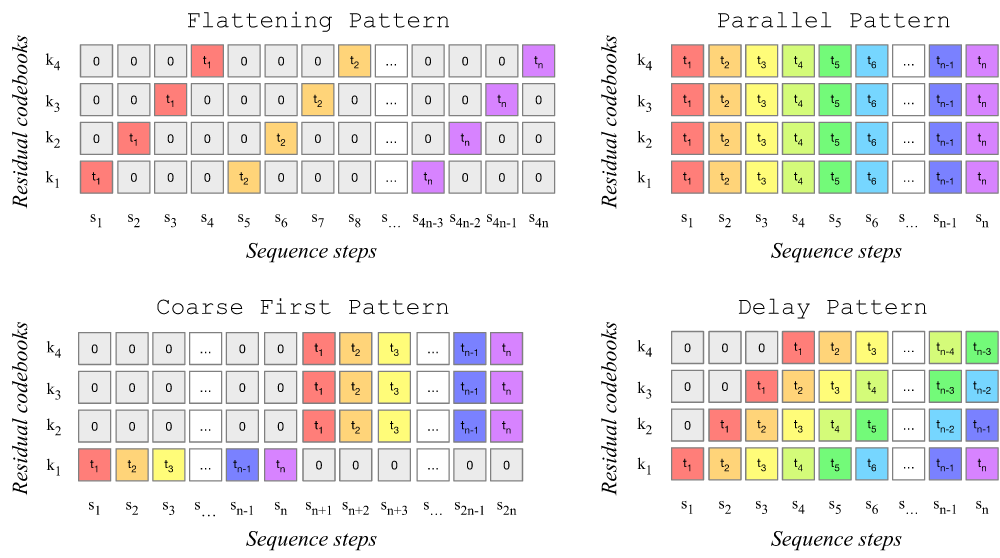 Flattening Pattern
Residual codebooks
k4 0 0 0 t1 0 0 0 t2 ... 0 0 0 tn
k3 0 0 t1 0 0 0 t2 0 ... 0 0 tn 0
k2 0 t1 0 0 0 t2 0 0 ... 0 tn 0 0
k1 t1 0 0 0 t2 0 0 0 ... tn 0 0 0
s1 s2 s3 s4 s5 s6 s7 s8 s... s4n-3 s4n-2 s4n-1 s4n
Sequence steps
Parallel Pattern
Residual codebooks
k4 t1 t2 t3 t4 t5 t6 ... tn-1 tn
k3 t1 t2 t3 t4 t5 t6 ... tn-1 tn
k2 t1 t2 t3 t4 t5 t6 ... tn-1 tn
k1 t1 t2 t3 t4 t5 t6 ... tn-1 tn
s1 s2 s3 s4 s5 s6 s... sn-1 sn
Sequence steps
Coarse First Pattern
Residual codebooks
k4 0 0 0 ... 0 0 t1 t2 t3 ... tn-1 tn
k3 0 0 0 ... 0 0 t1 t2 t3 ... tn-1 tn
k2 0 0 0 ... 0 0 t1 t2 t3 ... tn-1 tn
k1 t1 t2 t3 ... tn-1 tn 0 0 0 ... 0 0
s1 s2 s3 s... sn-1 sn sn+1 sn+2 sn+3 s... s2n-1 s2n
Sequence steps
Delay Pattern
Residual codebooks
k4 0 0 0 t1 t2 t3 ... tn-4 tn-3
k3 0 0 t1 t2 t3 t4 ... tn-3 tn-2
k2 0 t1 t2 t3 t4 t5 ... tn-2 tn-1
k1 t1 t2 t3 t4 t5 t6 ... tn-1 tn
s1 s2 s3 s4 s5 s6 s... sn-1 sn
Sequence steps